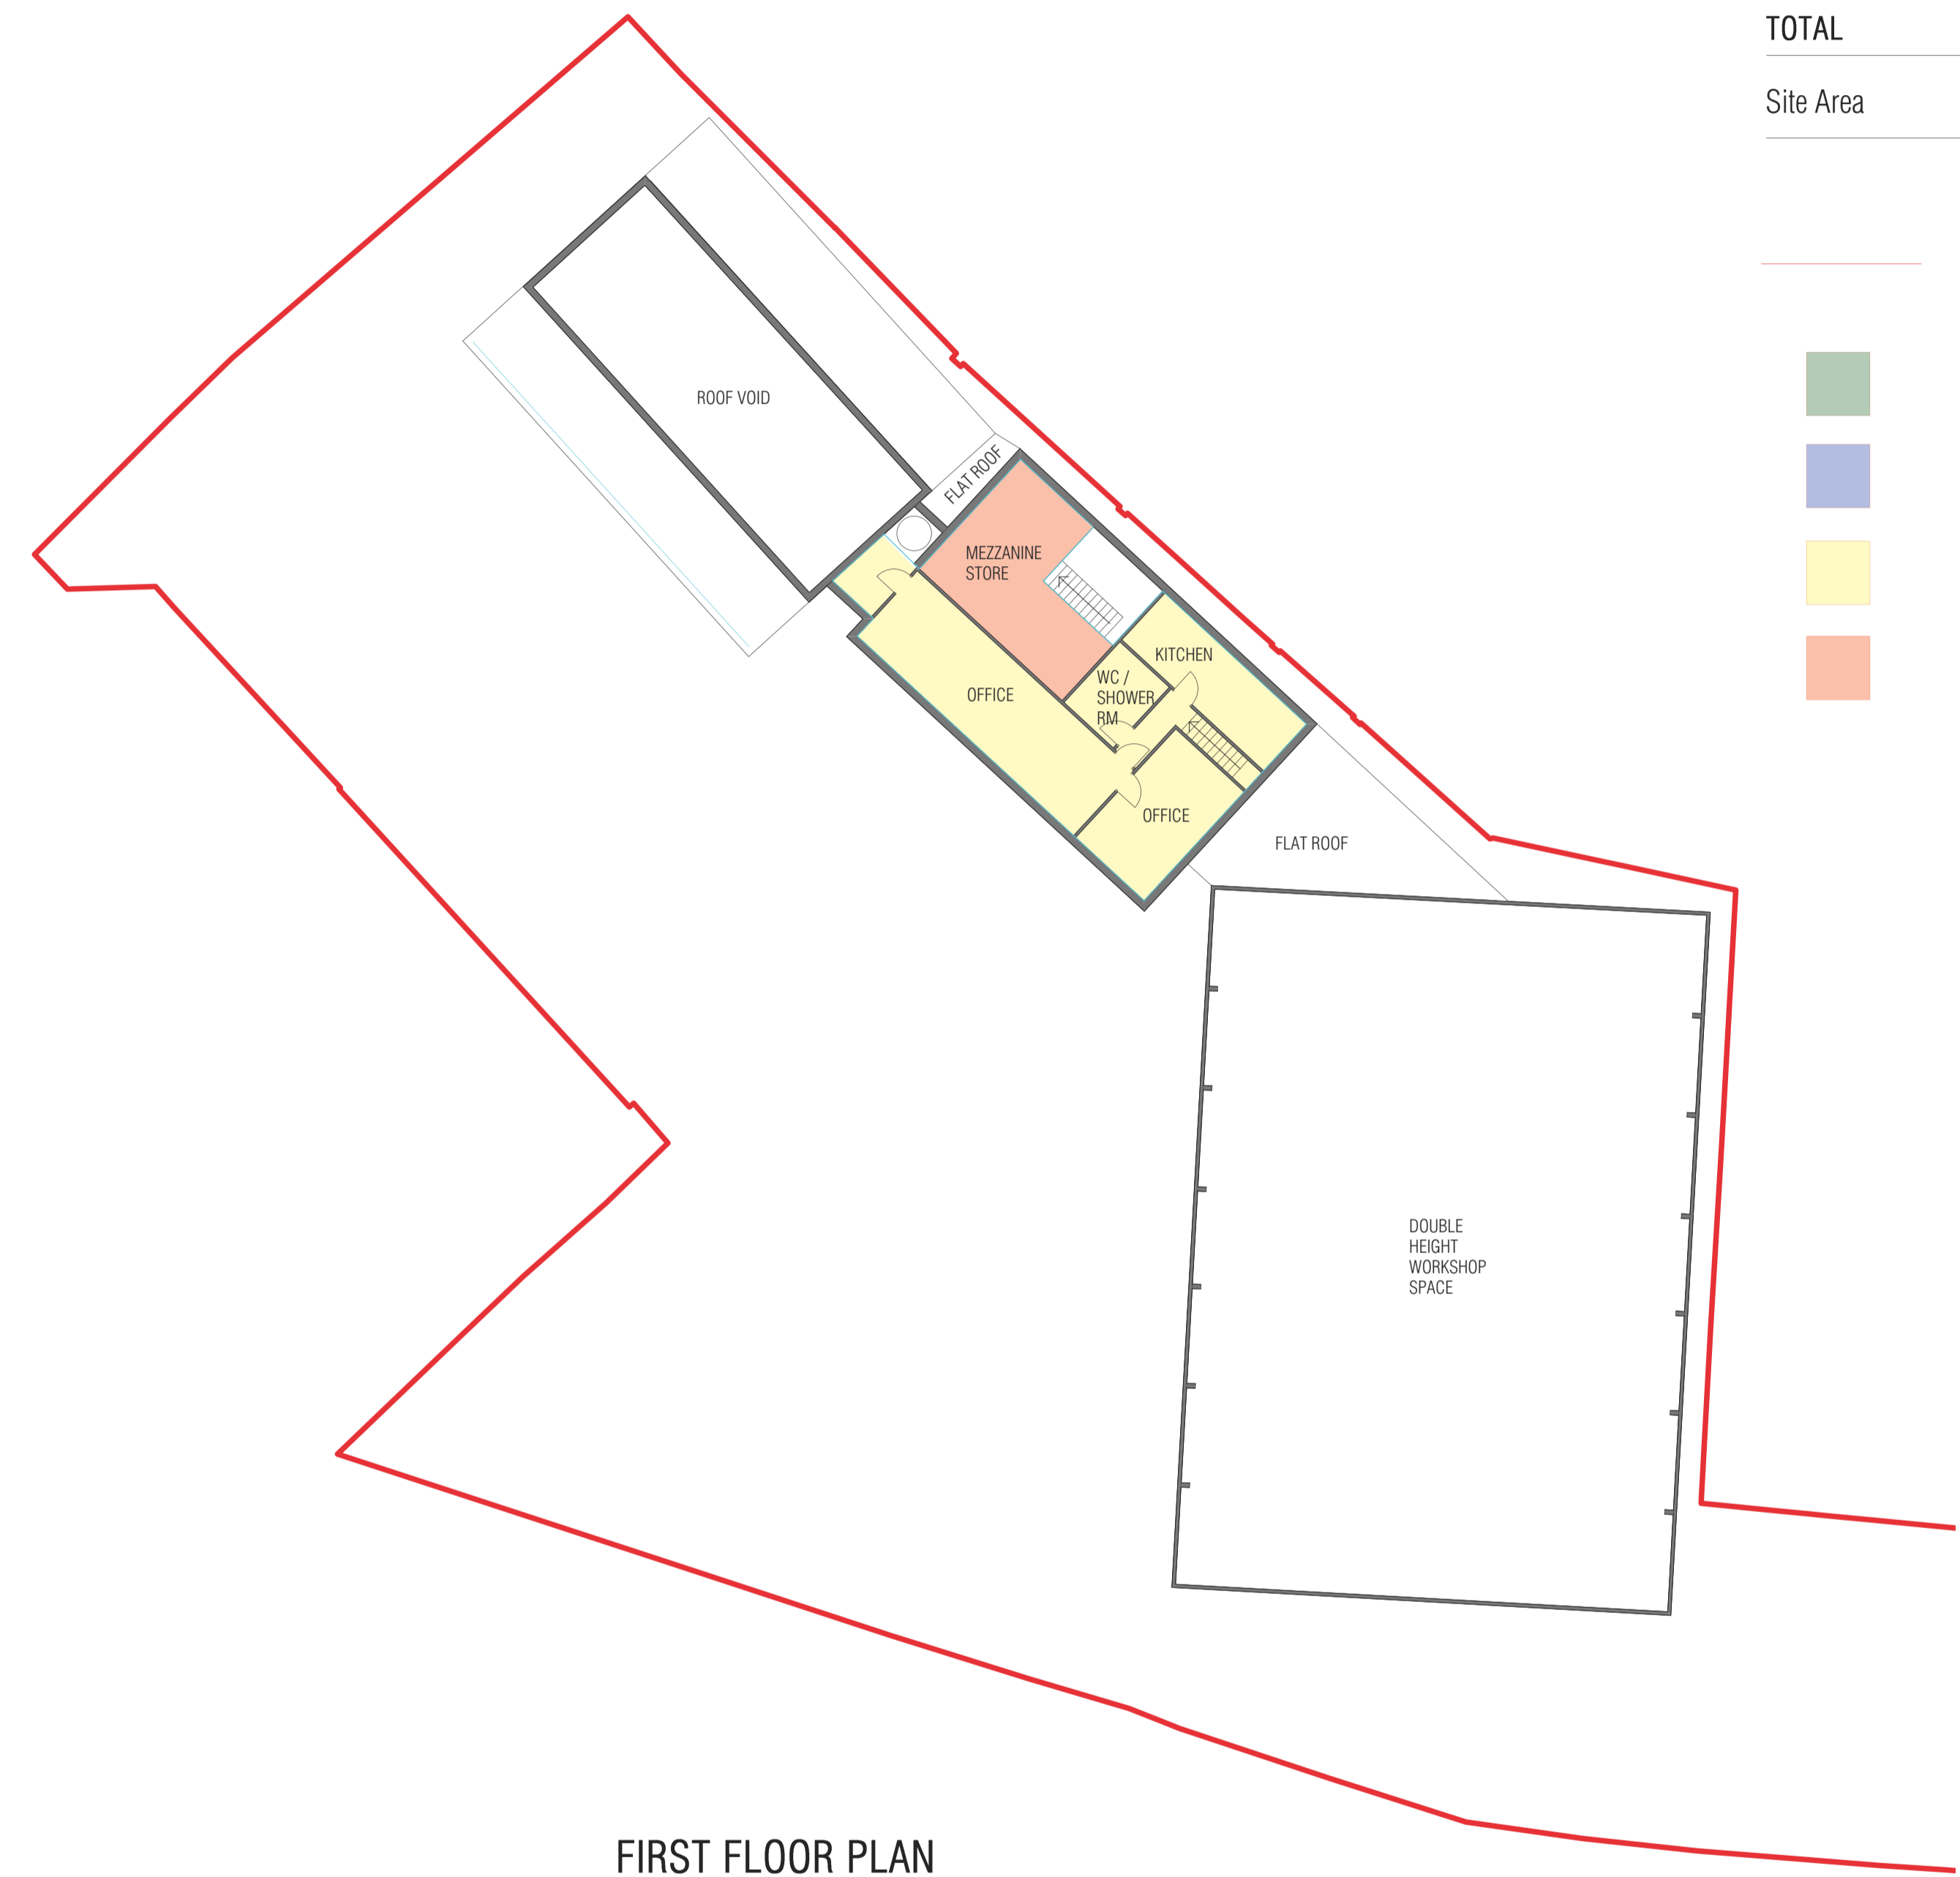 TOTAL
Site Area
ROOF VOID
FLAT ROOF
MEZZANINE
STORE
KITCHEN
WC /
SHOWER
RM
OFFICE
OFFICE
FLAT ROOF
DOUBLE
HEIGHT
WORKSHOP
SPACE
FIRST FLOOR PLAN